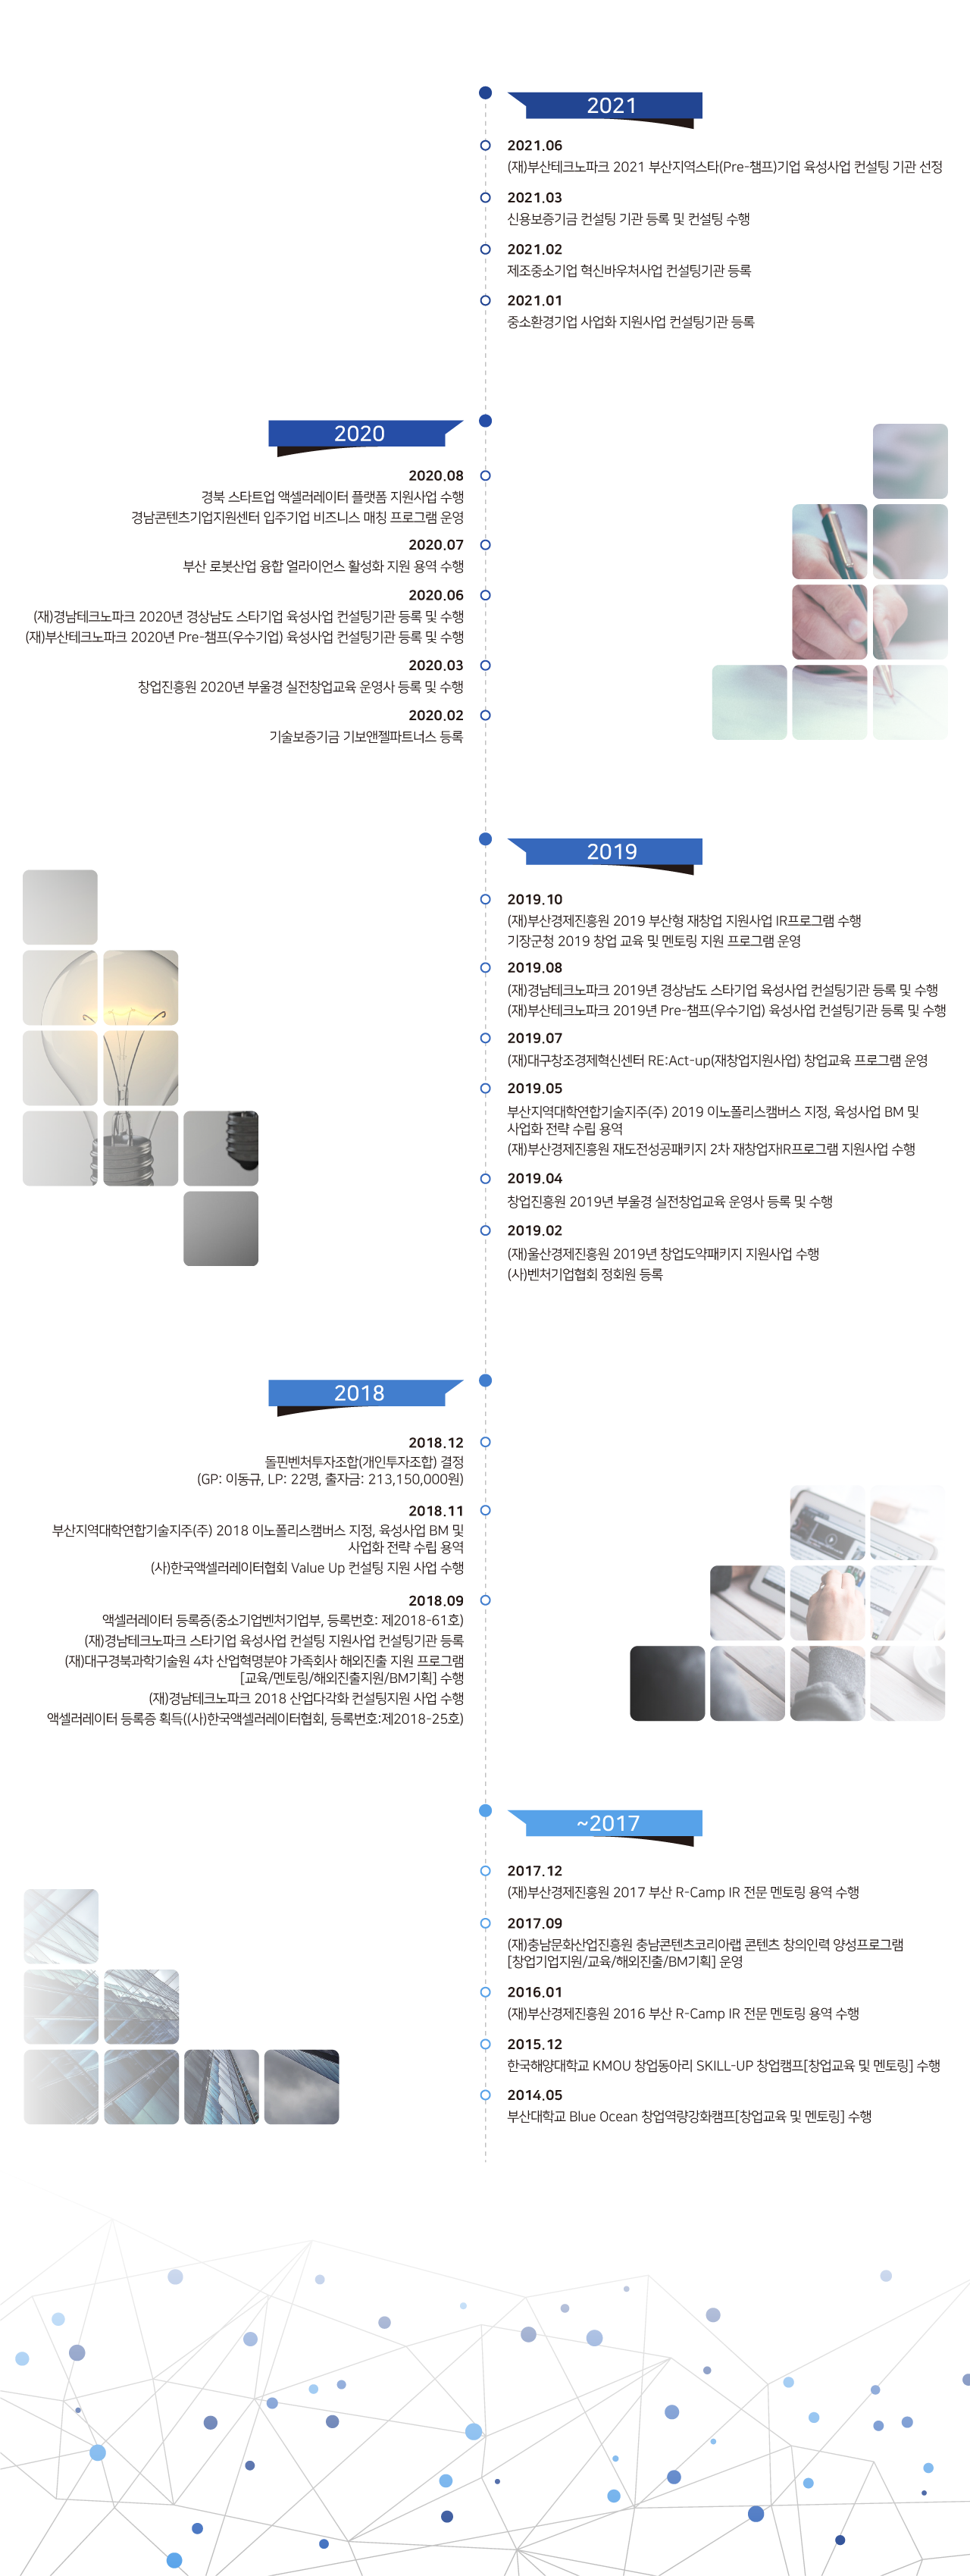 2021
2021.06
(재)부산테크노파크 2021 부산지역스타(Pre-챔프)기업 육성사업 컨설팅 기관 선정
2021.03
신용보증기금 컨설팅 기관 등록 및 컨설팅 수행
2021.02
제조중소기업 혁신바우처사업 컨설팅기관 등록
2021.01
중소환경기업 사업화 지원사업 컨설팅기관 등록
2020
2020.08
경북 스타트업 액셀러레이터 플랫폼 지원사업 수행
경남콘텐츠기업지원센터 입주기업 비즈니스 매칭 프로그램 운영
2020.07
부산 로봇산업 융합 얼라이언스 활성화 지원 용역 수행
2020.06
(재)경남테크노파크 2020년 경상남도 스타기업 육성사업 컨설팅기관 등록 및 수행
(재)부산테크노파크 2020년 Pre-챔프(우수기업) 육성사업 컨설팅기관 등록 및 수행
2020.03
창업진흥원 2020년 부울경 실전창업교육 운영사 등록 및 수행
2020.02
기술보증기금 기보앤젤파트너스 등록
2019
2019.10
(재)부산경제진흥원 2019 부산형 재창업 지원사업 IR프로그램 수행
기장군청 2019 창업 교육 및 멘토링 지원 프로그램 운영
2019.08
(재)경남테크노파크 2019년 경상남도 스타기업 육성사업 컨설팅기관 등록 및 수행
(재)부산테크노파크 2019년 Pre-챔프(우수기업) 육성사업 컨설팅기관 등록 및 수행
2019.07
(재)대구창조경제혁신센터 RE:Act-up(재창업지원사업) 창업교육 프로그램 운영
2019.05
부산지역대학연합기술지주(주) 2019 이노폴리스캠버스 지정, 육성사업 BM 및
사업화 전략 수립 용역
(재)부산경제진흥원 재도전성공패키지 2차 재창업자IR프로그램 지원사업 수행
2019.04
창업진흥원 2019년 부울경 실전창업교육 운영사 등록 및 수행
2019.02
(재)울산경제진흥원 2019년 창업도약패키지 지원사업 수행
(사)벤처기업협회 정회원 등록
2018
2018.12
돌핀벤처투자조합(개인투자조합) 결정
(GP: 이동규, LP: 22명, 출자금: 213,150,000원)
2018.11
부산지역대학연합기술지주(주) 2018 이노폴리스캠버스 지정, 육성사업 BM 및
사업화 전략 수립 용역
(사)한국액셀러레이터협회 Value Up 컨설팅 지원 사업 수행
2018.09
액셀러레이터 등록증(중소기업벤처기업부, 등록번호: 제2018-61호)
(재)경남테크노파크 스타기업 육성사업 컨설팅 지원사업 컨설팅기관 등록
(재)대구경북과학기술원 4차 산업혁명분야 가족회사 해외진출 지원 프로그램
[교육/멘토링/해외진출지원/BM기획] 수행
(재)경남테크노파크 2018 산업다각화 컨설팅지원 사업 수행
액셀러레이터 등록증 획득((사)한국액셀러레이터협회, 등록번호:제2018-25호)
~2017
2017.12
(재)부산경제진흥원 2017 부산 R-Camp IR 전문 멘토링 용역 수행
2017.09
(재)충남문화산업진흥원 충남콘텐츠코리아랩 콘텐츠 창의인력 양성프로그램
[창업기업지원/교육/해외진출/BM기획] 운영
2016.01
(재)부산경제진흥원 2016 부산 R-Camp IR 전문 멘토링 용역 수행
2015.12
한국해양대학교 KMOU 창업동아리 SKILL-UP 창업캠프[창업교육 및 멘토링] 수행
2014.05
부산대학교 Blue Ocean 창업역량강화캠프[창업교육 및 멘토링] 수행